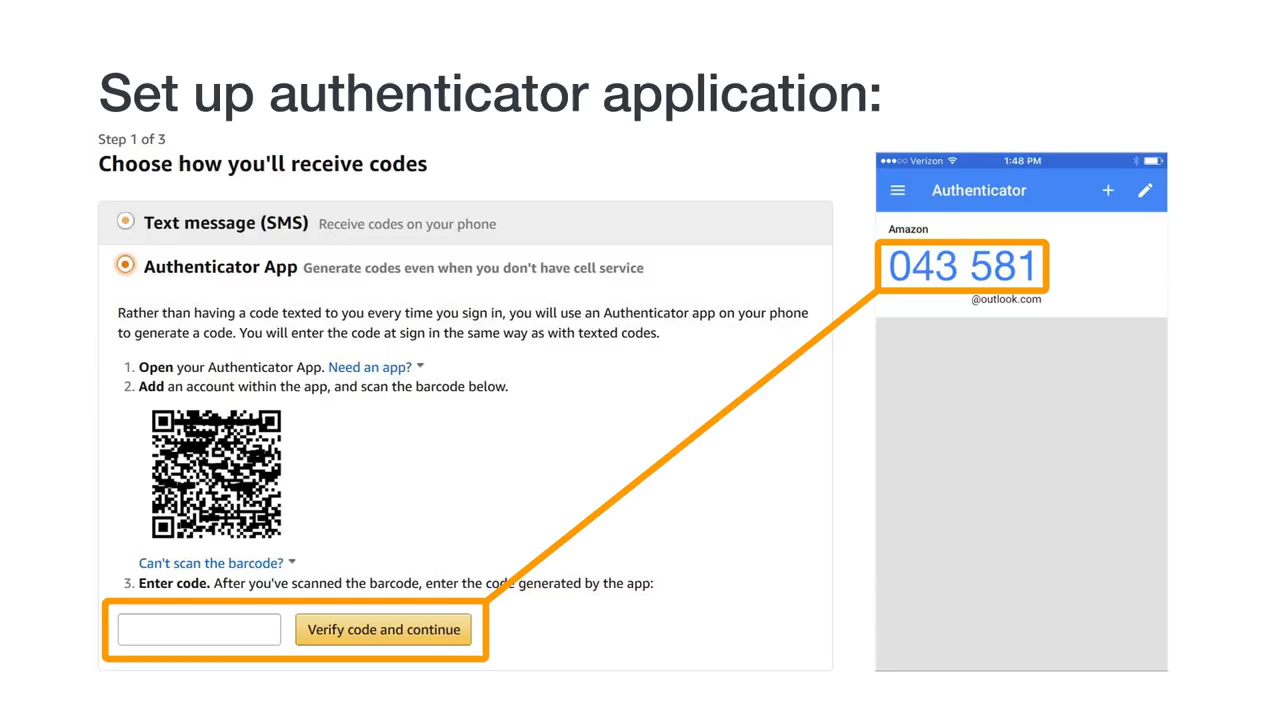 Set up authenticator application:
Step 1 of 3
Choose how you'll receive codes
Text message (SMS) Receive codes on your phone
Authenticator App Generate codes even when you don't have cell service
Rather than having a code texted to you every time you sign in, you will use an Authenticator app on your phone
to generate a code. You will enter the code at sign in the same way as with texted codes.
1. Open your Authenticator App. Need an app?
2. Add an account within the app, and scan the barcode below.
Can't scan the barcode?
3. Enter code. After you've scanned the barcode, enter the code generated by the app:
Verify code and continue
Verizon 1:48 PM
Authenticator
Amazon
043 581
@outlook.com